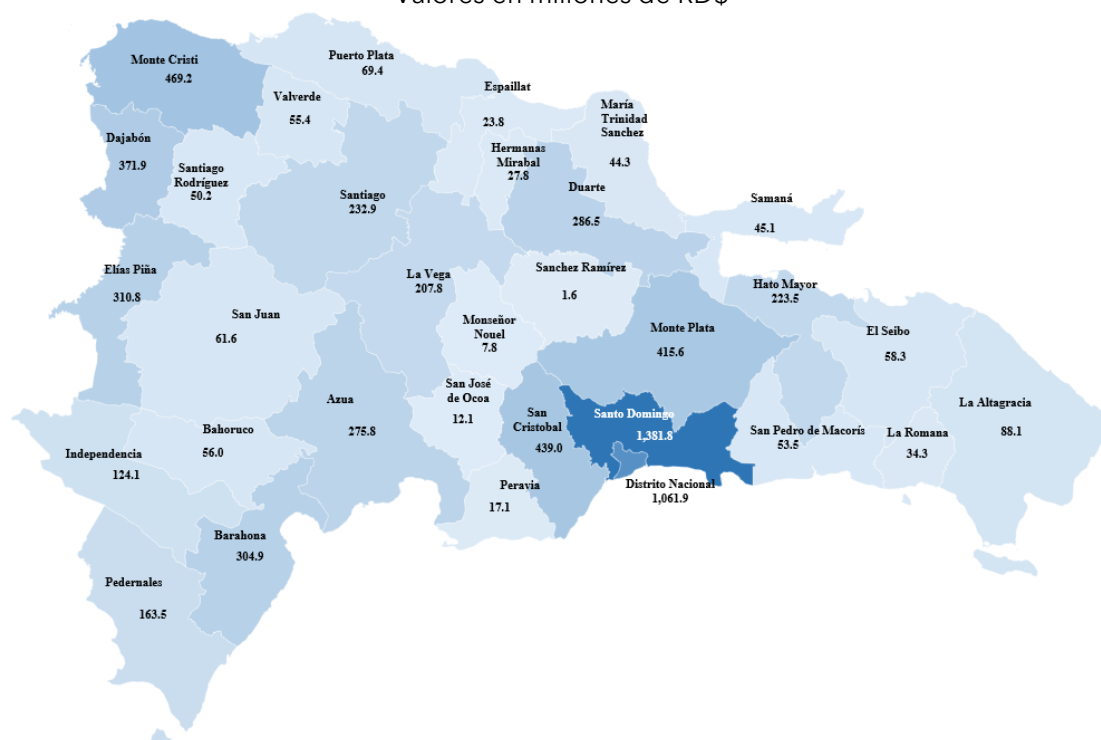 Valores en millones de RD$
Monte Cristi
469.2
Puerto Plata
69.4
Espaillat
23.8
Valverde
55.4
María
Trinidad
Sanchez
44.3
Dajabón
371.9
Hermanas
Mirabal
27.8
Santiago
Rodríguez
50.2
Santiago
232.9
Duarte
286.5
Samaná
45.1
Elías Piña
310.8
La Vega
207.8
Sanchez Ramírez
1.6
Hato Mayor
223.5
San Juan
61.6
Monseñor
Nouel
7.8
Monte Plata
415.6
El Seibo
58.3
San José
de Ocoa
12.1
Azua
275.8
San
Cristobal
439.0
Santo Domingo
1,381.8
La Altagracia
88.1
Bahoruco
56.0
San Pedro de Macorís
53.5
La Romana
34.3
Independencia
124.1
Peravia
17.1
Distrito Nacional
1,061.9
Barahona
304.9
Pedernales
163.5